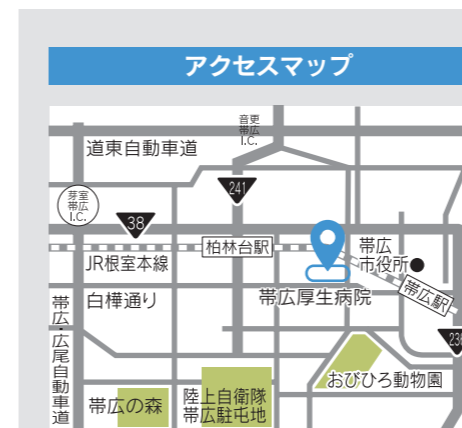 アクセスマップ
音更
帯広
I.C.
道東自動車道
芽室
帯広
I.C.
241
38
柏林台駅
JR根室本線
帯広
市役所
白樺通り
帯広厚生病院
帯広駅
帯広・広尾自動車道
おびひろ動物園
帯広の森
陸上自衛隊
帯広駐屯地